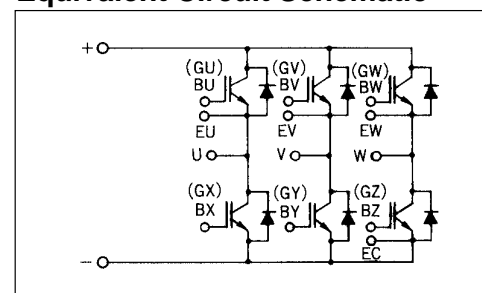 Equivalent Circuit Schematic
+
(GU) (GV) (GW)
BU BV BW
EU EV EW
U V W
(GX) (GY) (GZ)
BX BY BZ
EC
−